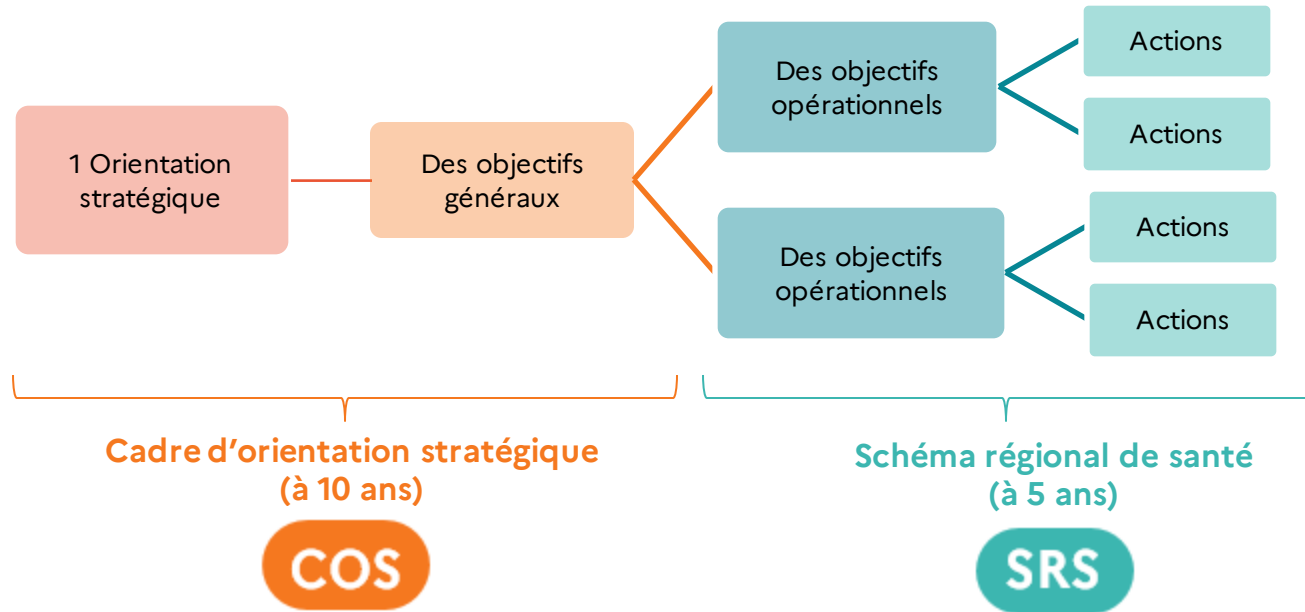 1 Orientation
stratégique
Des objectifs
généraux
Des objectifs
opérationnels
Actions
Actions
Des objectifs
opérationnels
Actions
Actions
Cadre d’orientation stratégique
(à 10 ans)
COS
Schéma régional de santé
(à 5 ans)
SRS